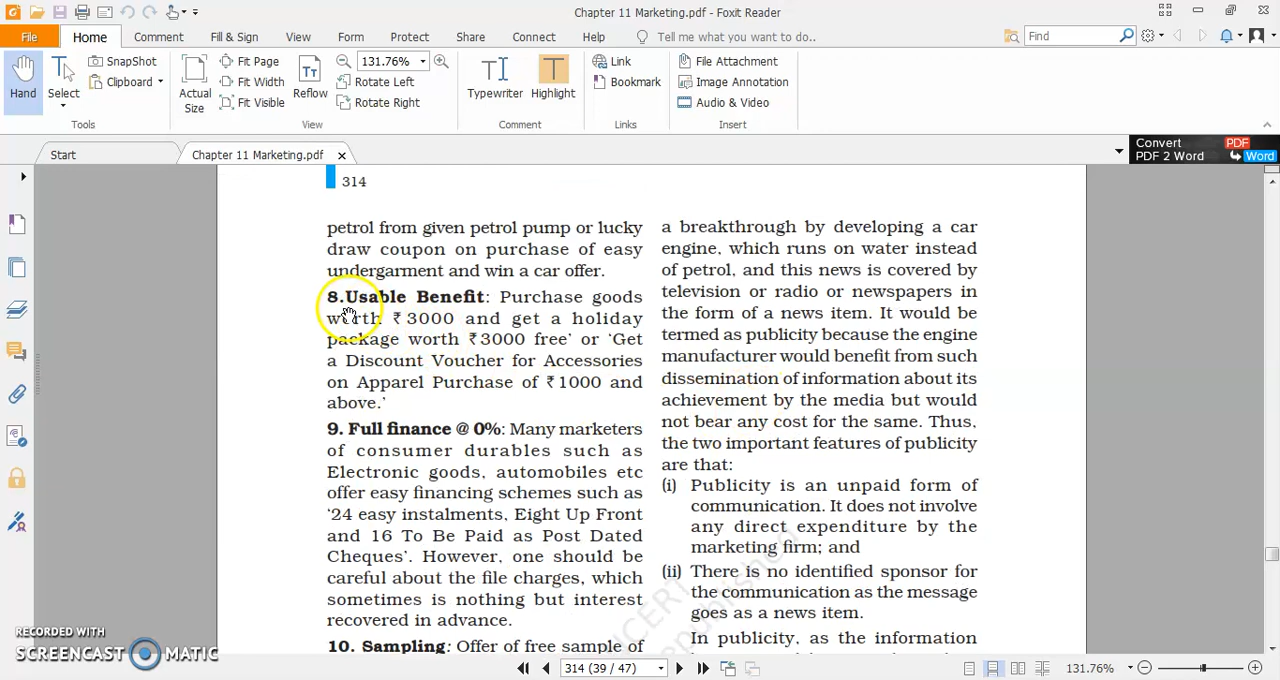 Chapter 11 Marketing.pdf - Foxit Reader
File
Home
Comment
Fill & Sign
View
Form
Protect
Share
Connect
Help
Tell me what you want to do..
Find
Hand
Select
SnapShot
Clipboard
Tools
Actual
Size
Fit Page
Fit Width
Fit Visible
Reflow
131.76%
Rotate Left
Rotate Right
View
Typewriter
Highlight
Comment
Link
Bookmark
Links
File Attachment
Image Annotation
Audio & Video
Insert
Start
Chapter 11 Marketing.pdf
Convert
PDF 2 Word
PDF
Word
314
petrol from given petrol pump or lucky
draw coupon on purchase of easy
undergarment and win a car offer.
8.Usable Benefit: Purchase goods
worth ₹3000 and get a holiday
package worth ₹3000 free' or 'Get
a Discount Voucher for Accessories
on Apparel Purchase of ₹1000 and
above.'
9. Full finance @ 0%: Many marketers
of consumer durables such as
Electronic goods, automobiles etc
offer easy financing schemes such as
'24 easy instalments, Eight Up Front
and 16 To Be Paid as Post Dated
Cheques'. However, one should be
careful about the file charges, which
sometimes is nothing but interest
recovered in advance.
10. Sampling: Offer of free sample of
a breakthrough by developing a car
engine, which runs on water instead
of petrol, and this news is covered by
television or radio or newspapers in
the form of a news item. It would be
termed as publicity because the engine
manufacturer would benefit from such
dissemination of information about its
achievement by the media but would
not bear any cost for the same. Thus,
the two important features of publicity
are that:
(i) Publicity is an unpaid form of
communication. It does not involve
any direct expenditure by the
marketing firm; and
(ii) There is no identified sponsor for
the communication as the message
goes as a news item.
In publicity, as the information
RECORDED WITH
SCREENCAST MATIC
314 (39 / 47)
131.76%